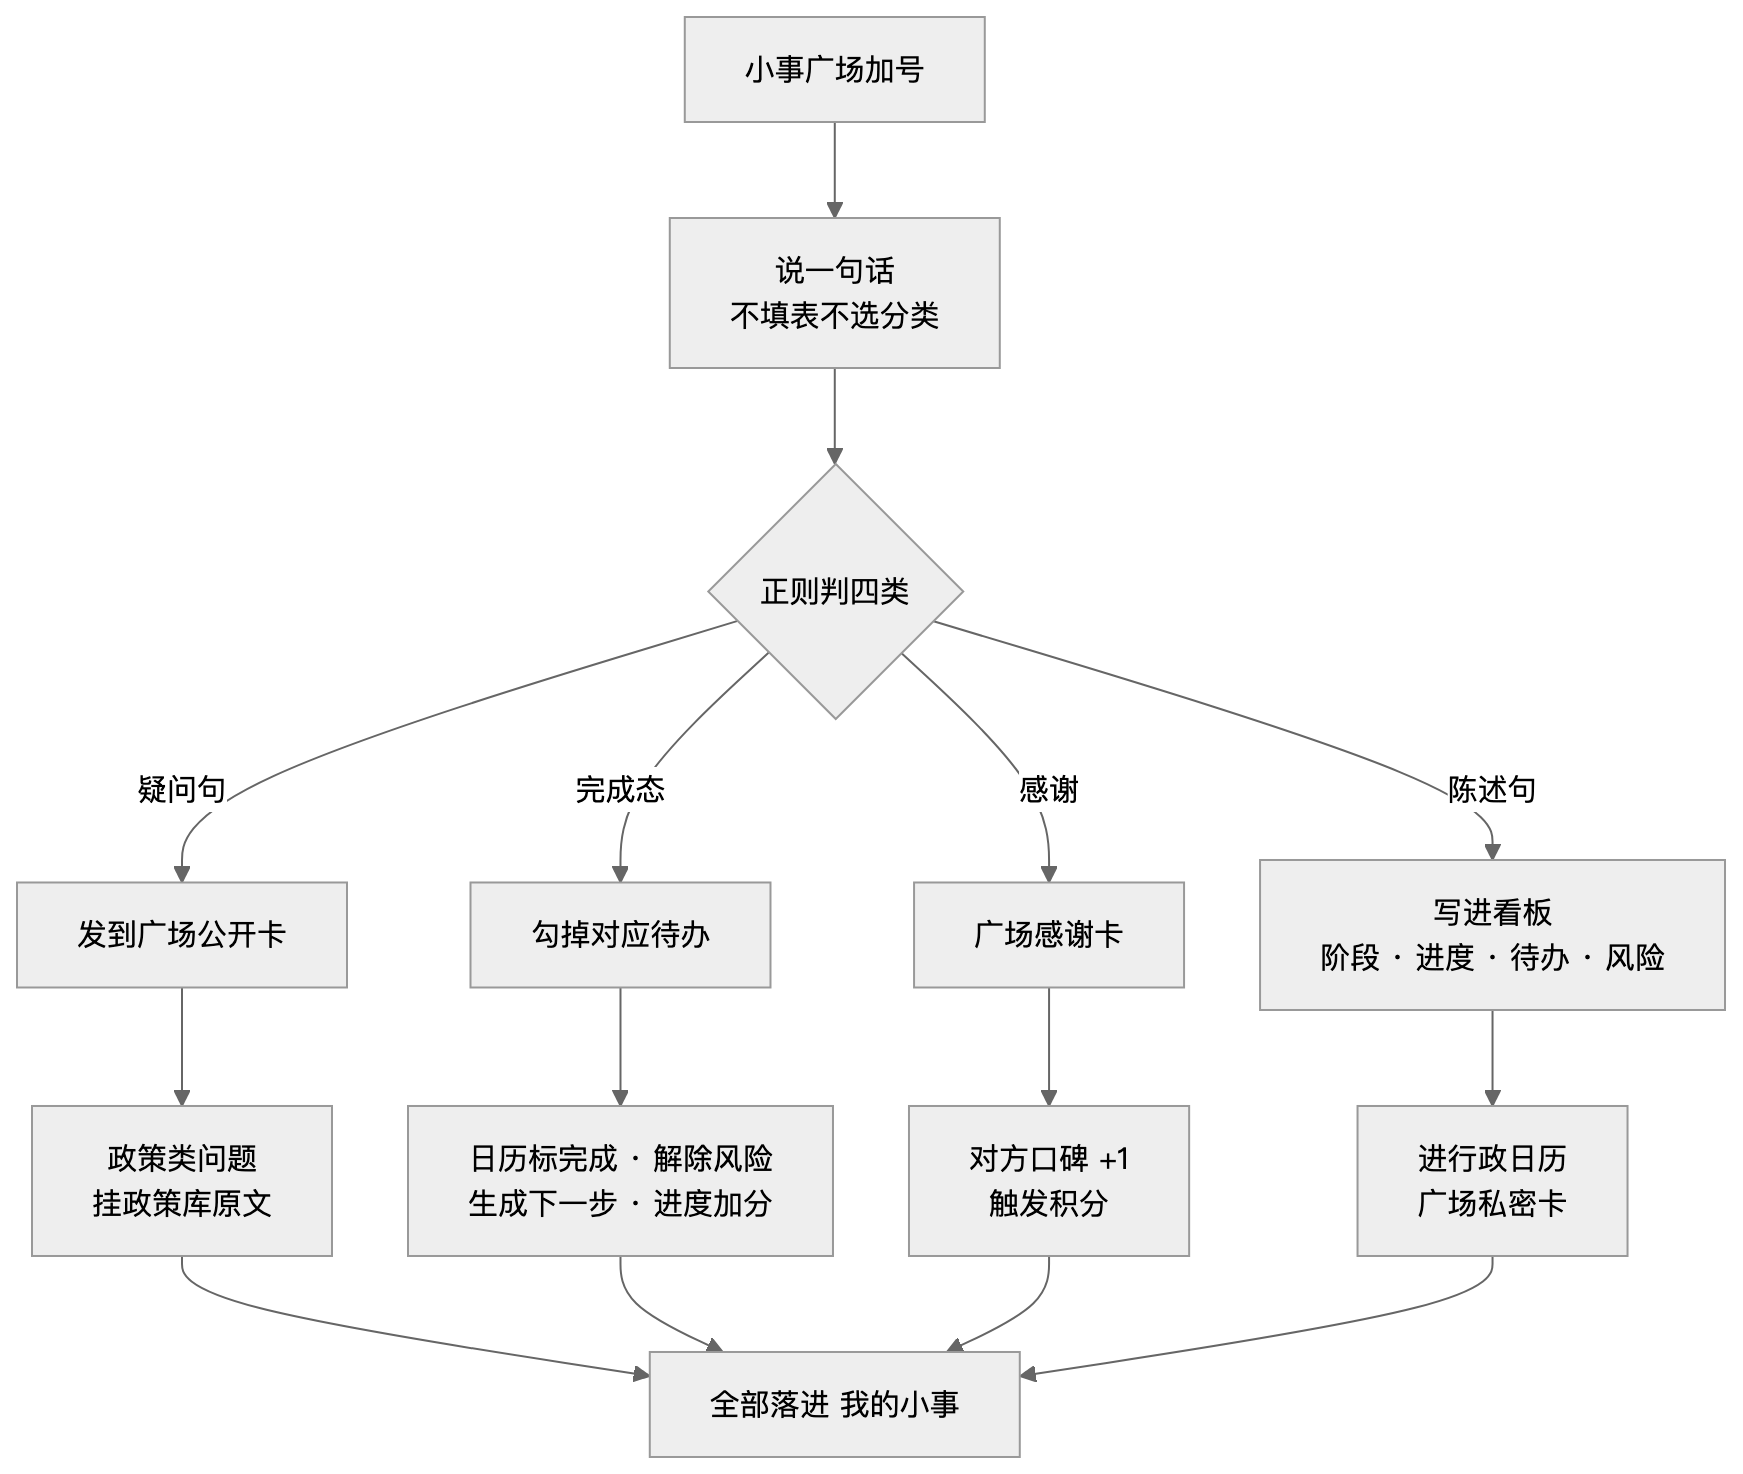 小事广场加号
说一句话
不填表不选分类
正则判四类
疑问句
完成态
感谢
陈述句
发到广场公开卡
勾掉对应待办
广场感谢卡
写进看板
阶段 · 进度 · 待办 · 风险
政策类问题
挂政策库原文
日历标完成 · 解除风险
生成下一步 · 进度加分
对方口碑 +1
触发积分
进行政日历
广场私密卡
全部落进 我的小事